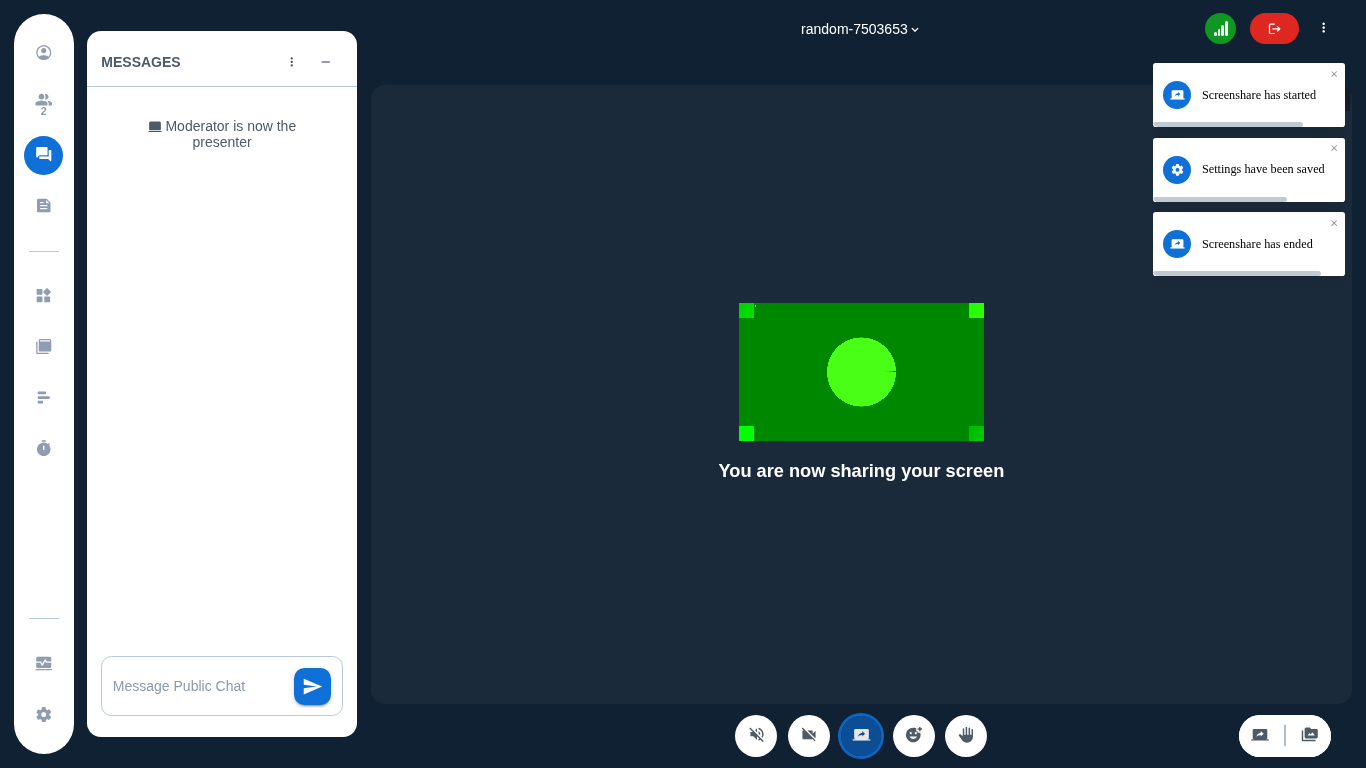 random-7503653
MESSAGES
2
Moderator is now the
presenter
Screenshare has started
Settings have been saved
Screenshare has ended
You are now sharing your screen
Message Public Chat